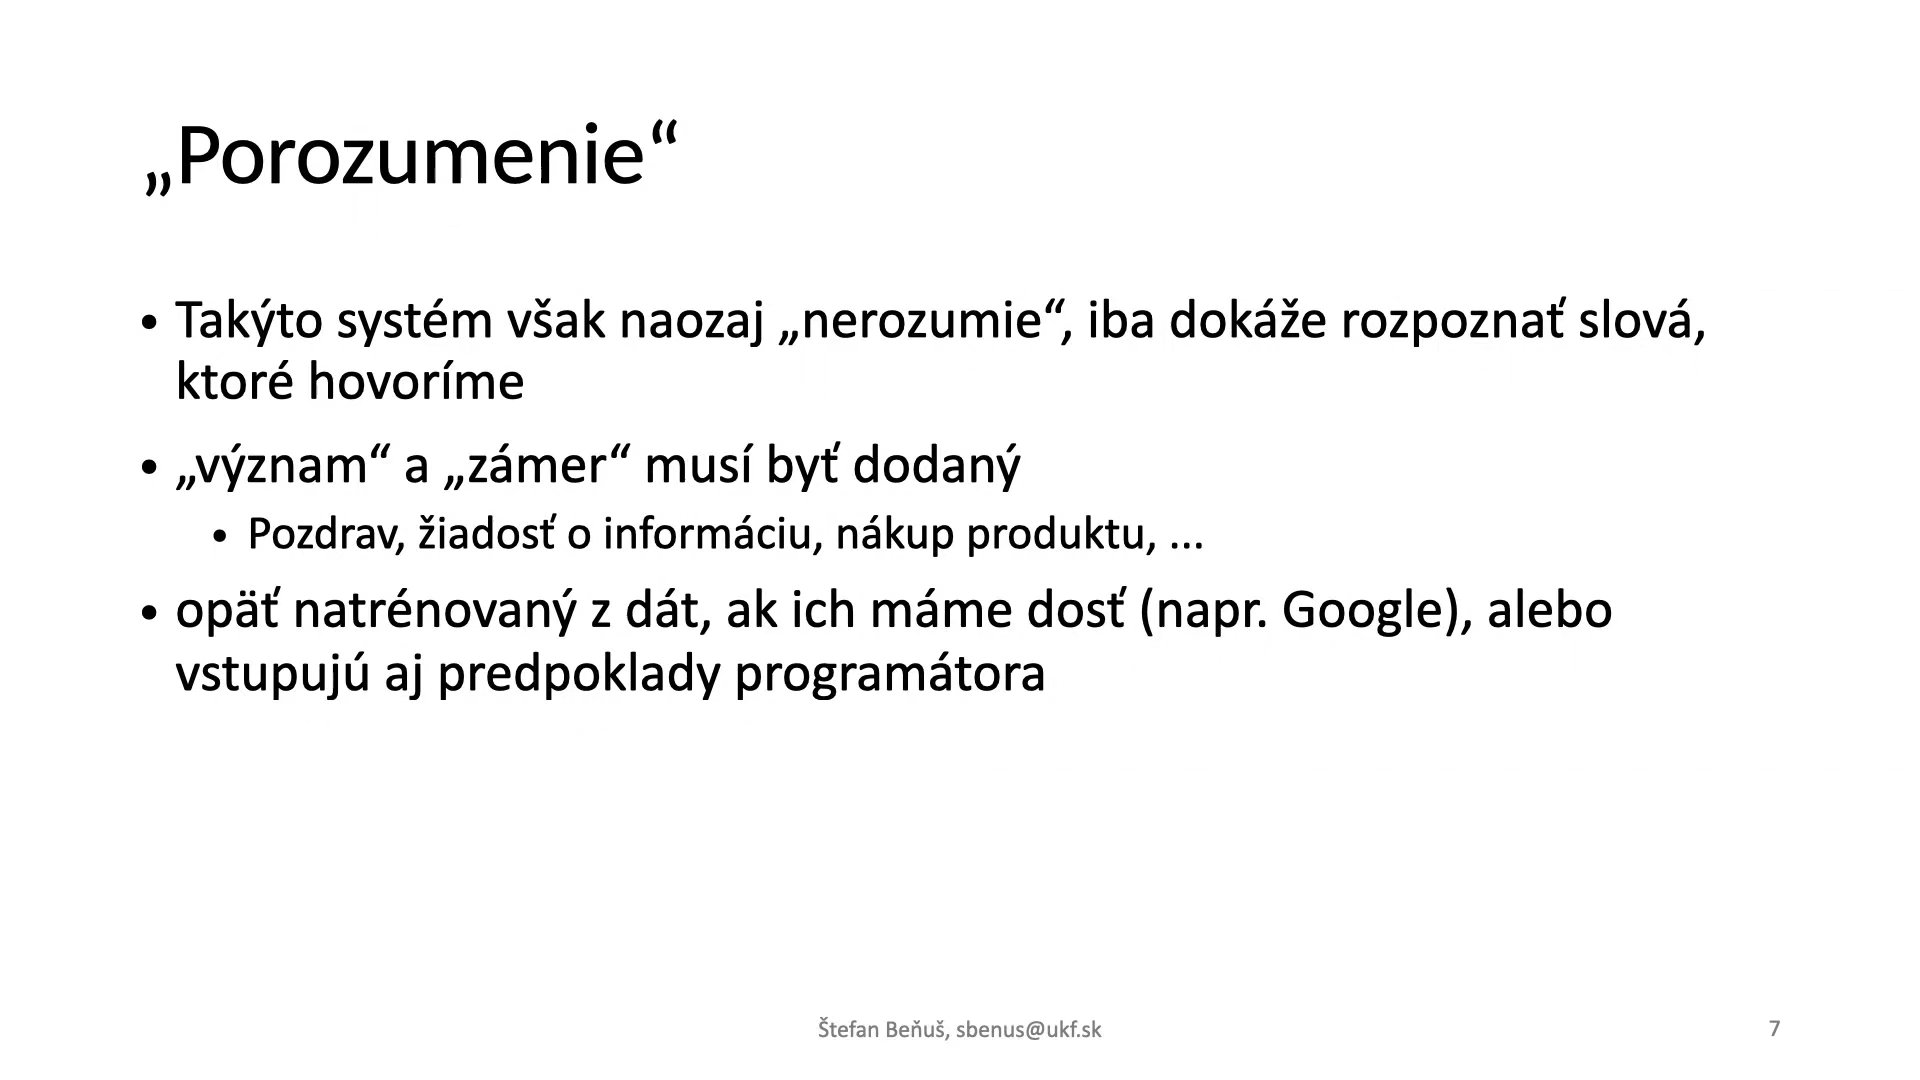 „Porozumenie“
• Takýto systém však naozaj „nerozumie“, iba dokáže rozpoznať slová,
ktoré hovoríme
• „význam“ a „zámer“ musí byť dodaný
• Pozdrav, žiadosť o informáciu, nákup produktu, ...
• opäť natrénovaný z dát, ak ich máme dosť (napr. Google), alebo
vstupujú aj predpoklady programátora
Štefan Beňuš, sbenus@ukf.sk
7